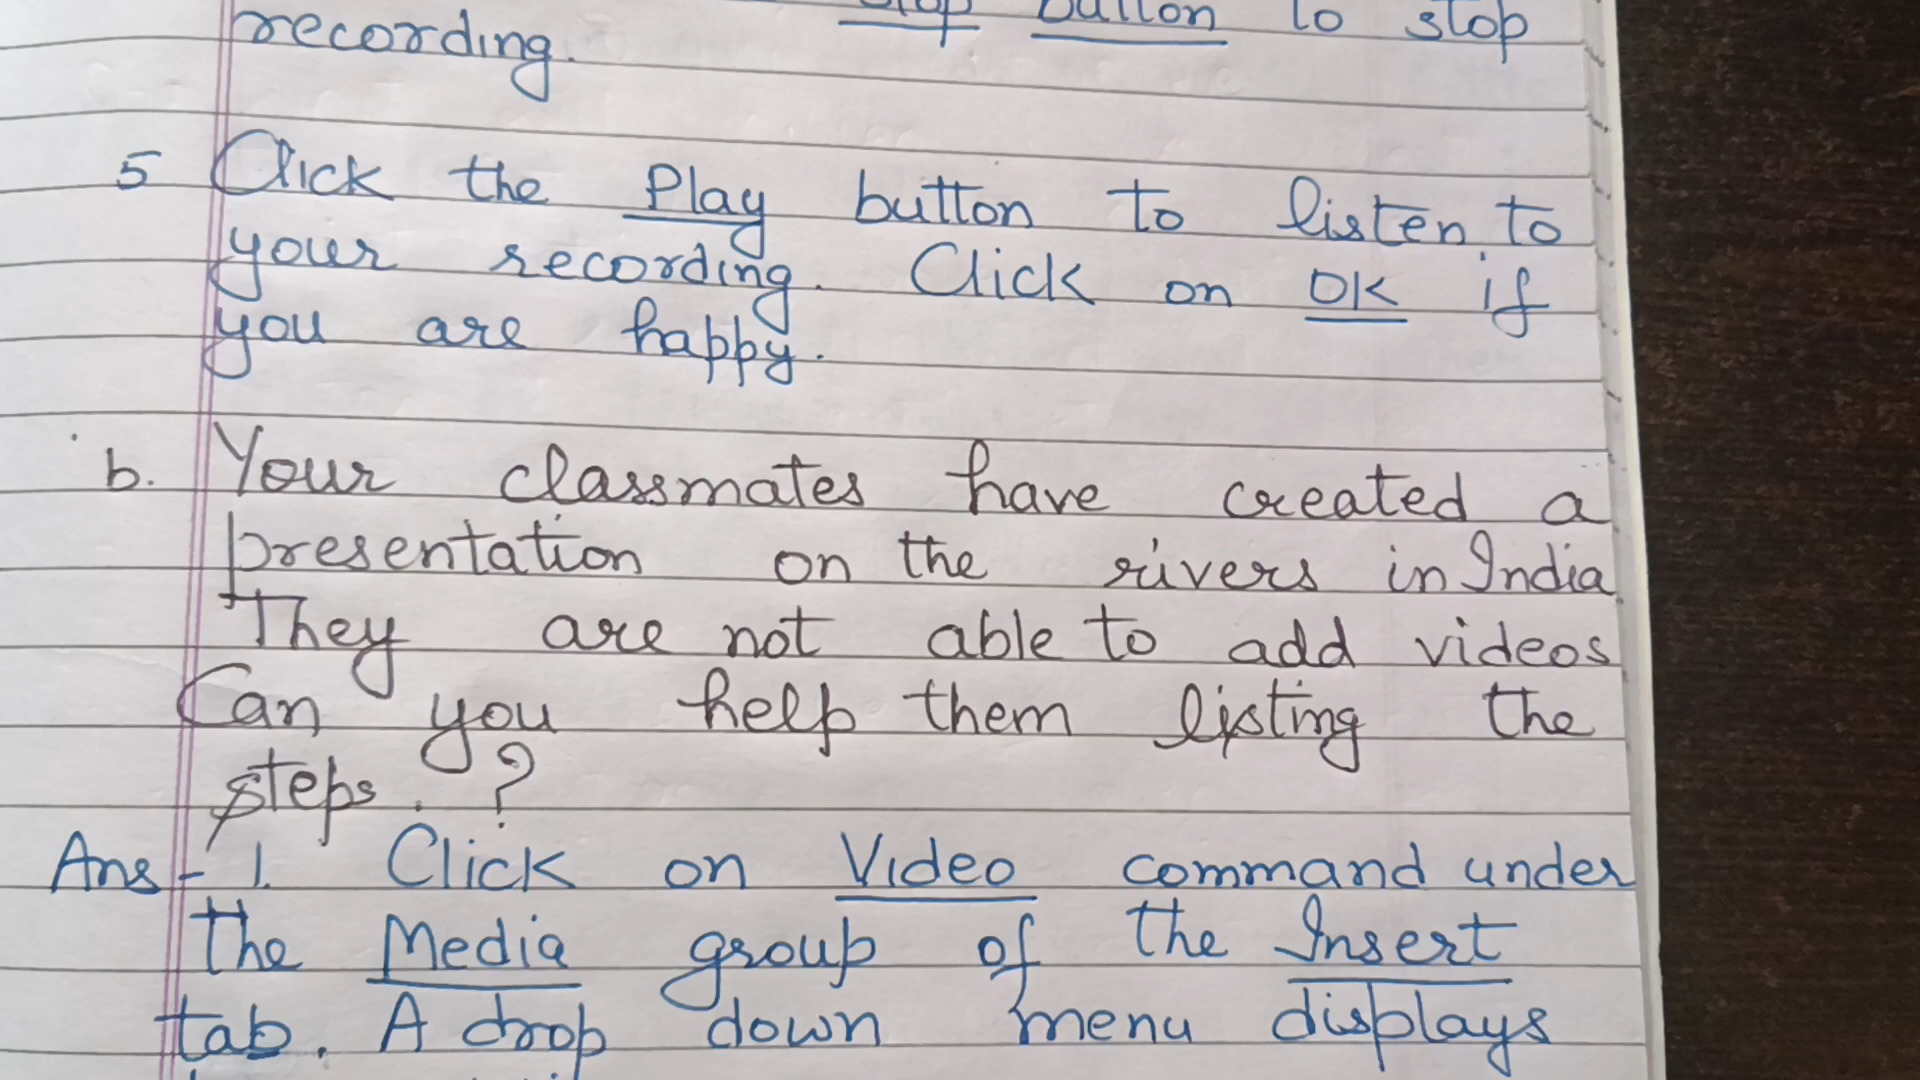 stop button to stop
recording.
5 Click the Play button to listen to
your recording. Click on OK if
you are happy.
b. Your classmates have created a
presentation on the rivers in India
They are not able to add videos
Can you help them listing the
steps. ?
Ans - 1. Click on Video command under
the Media group of the Insert
tab. A drop down menu displays